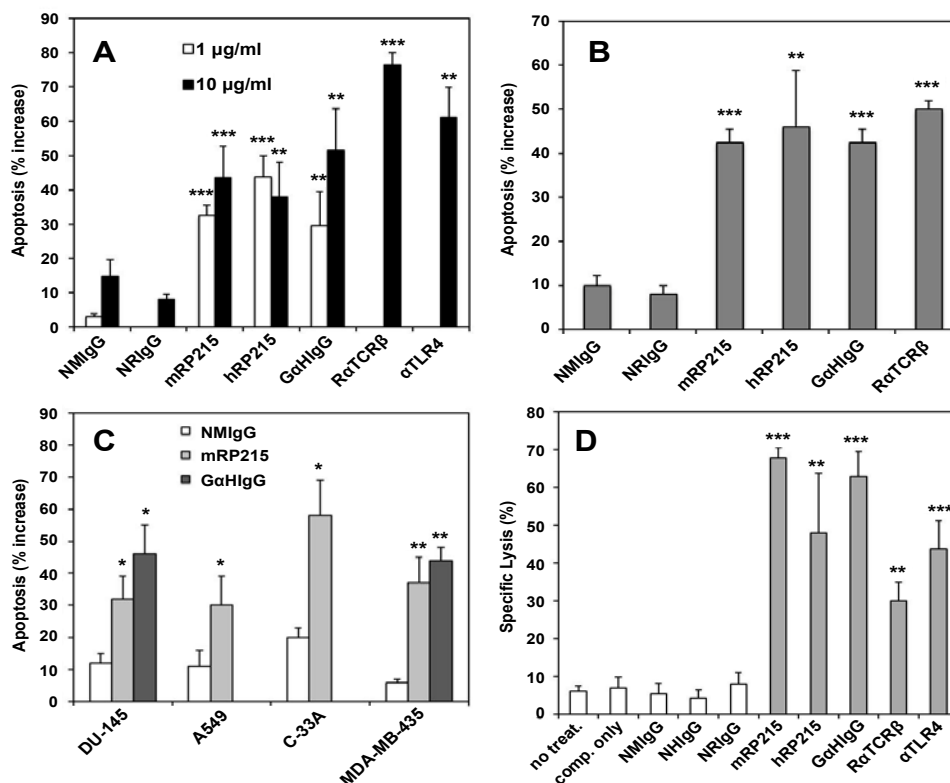 A
1 µg/ml
10 µg/ml
Apoptosis (% increase)
90
80
70
60
50
40
30
20
10
0
***
**
***
***
***
**
**
**
NMIgG
NRIgG
mRP215
hRP215
GαHIgG
RαTCRβ
αTLR4
B
Apoptosis (% increase)
70
60
50
40
30
20
10
0
***
**
***
***
NMIgG
NRIgG
mRP215
hRP215
GαHIgG
RαTCRβ
C
NMIgG
mRP215
GαHIgG
Apoptosis (% increase)
90
80
70
60
50
40
30
20
10
0
*
*
*
*
**
**
DU-145
A549
C-33A
MDA-MB-435
D
Specific Lysis (%)
80
70
60
50
40
30
20
10
0
***
**
***
**
***
no treat.
comp. only
NMIgG
NHIgG
NRIgG
mRP215
hRP215
GαHIgG
RαTCRβ
αTLR4